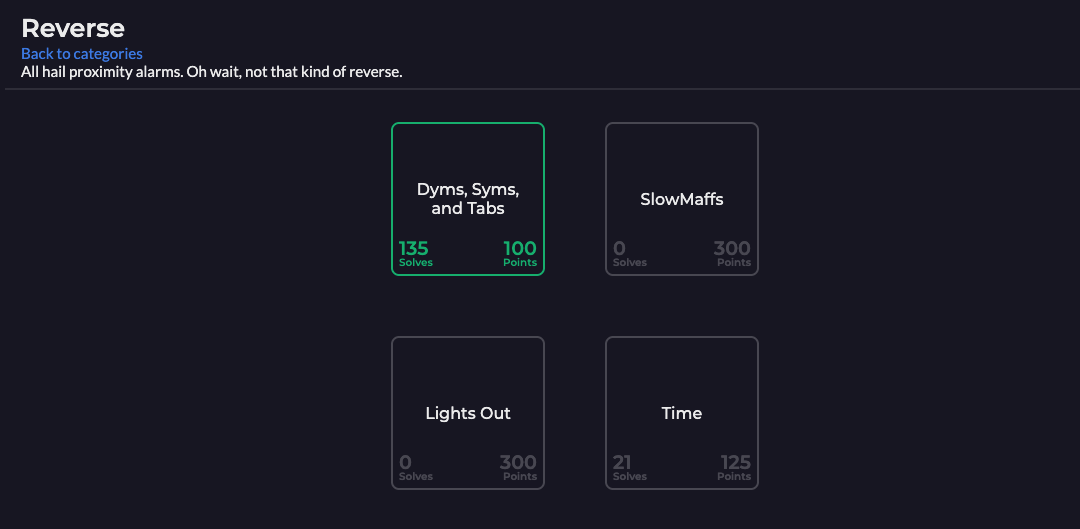 Reverse
Back to categories
All hail proximity alarms. Oh wait, not that kind of reverse.
Dyms, Syms,
and Tabs
135
Solves
100
Points
SlowMaffs
0
Solves
300
Points
Lights Out
0
Solves
300
Points
Time
21
Solves
125
Points